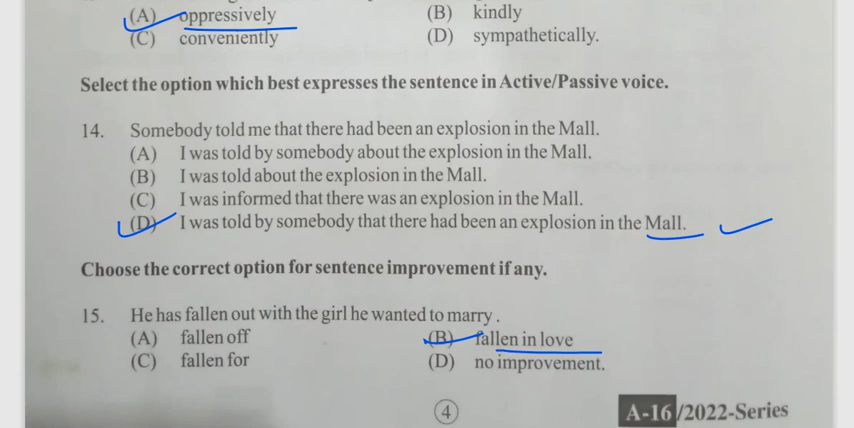 (A) oppressively (B) kindly
(C) conveniently (D) sympathetically.
Select the option which best expresses the sentence in Active/Passive voice.
14. Somebody told me that there had been an explosion in the Mall.
(A) I was told by somebody about the explosion in the Mall.
(B) I was told about the explosion in the Mall.
(C) I was informed that there was an explosion in the Mall.
(D) I was told by somebody that there had been an explosion in the Mall.
Choose the correct option for sentence improvement if any.
15. He has fallen out with the girl he wanted to marry .
(A) fallen off (B) fallen in love
(C) fallen for (D) no improvement.
4 A-16/2022-Series